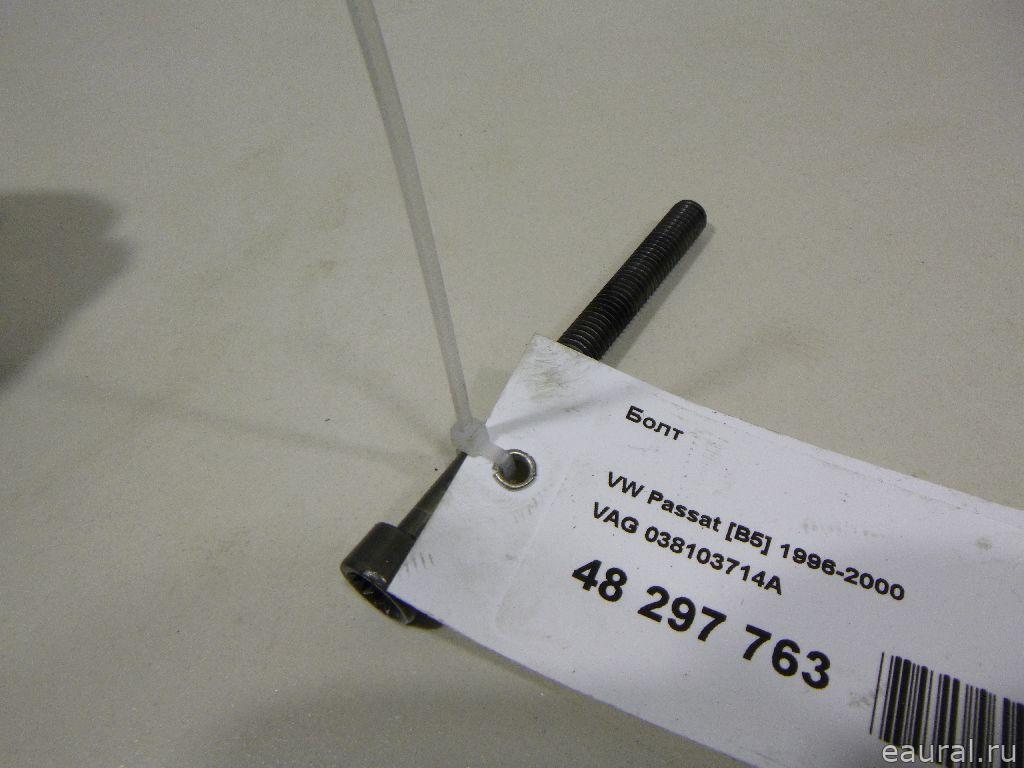 Болт
VW Passat [B5] 1996-2000
VAG 038103714A
48 297 763
eaural.ru